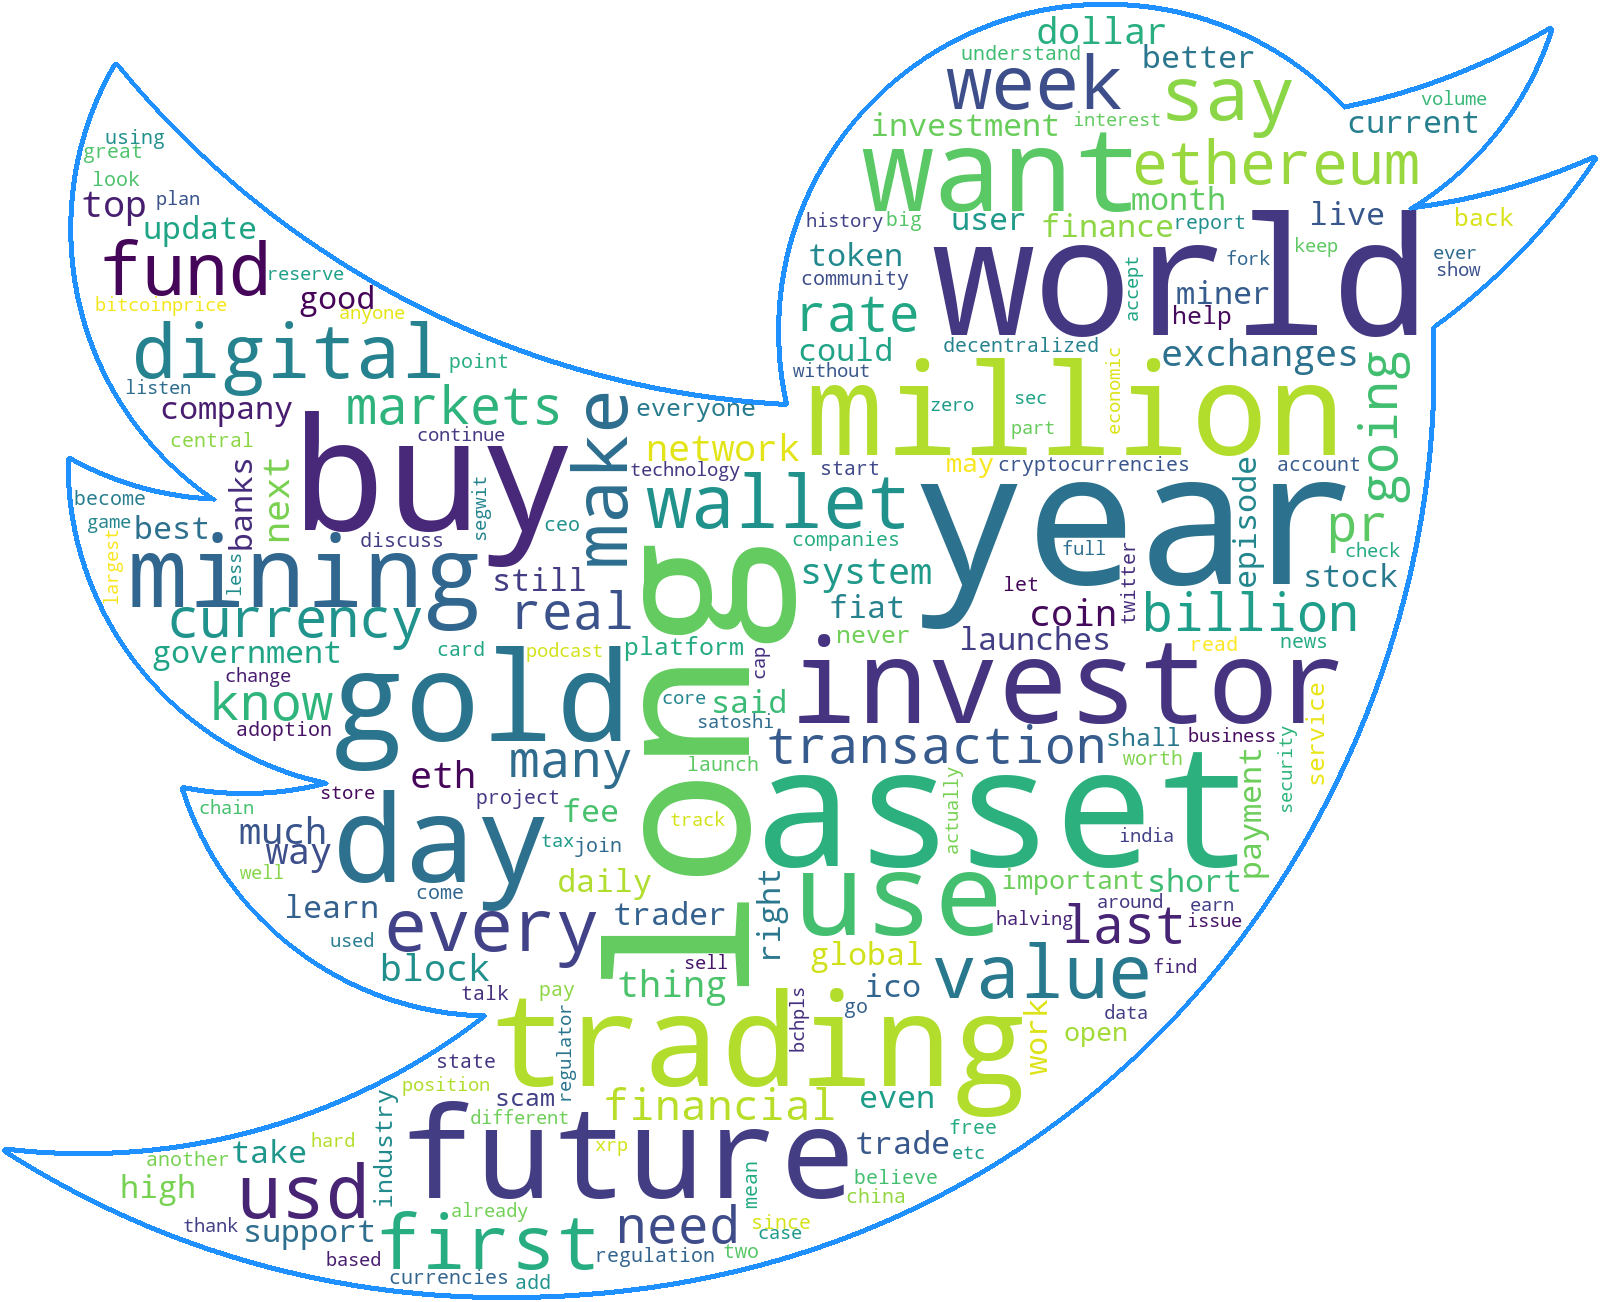 dollar
understand
better
week
say
volume
current
investment
interest
want
ethereum
using
great
look
top
plan
month
history
big
user
finance
report
live
back
update
fund
reserve
token
community
world
fork
keep
ever
show
accept
bitcoinprice
good
anyone
rate
miner
help
digital
point
could
decentralized
exchanges
without
million
zero
sec
part
economic
going
listen
company
markets
make
everyone
central
continue
buy
network
technology
start
may
cryptocurrencies
account
banks
next
segwit
ceo
wallet
year
episode
pr
become
game
best
discuss
companies
full
check
largest
mining
less
still
system
let
twitter
stock
currency
real
long
fiat
coin
billion
government
card
podcast
platform
never
launches
read
news
change
cap
know
gold
core
said
investor
service
adoption
satoshi
many
transaction
shall
business
eth
launch
worth
security
store
project
asset
payment
chain
fee
track
actually
much
way
day
tax
join
india
well
come
daily
right
use
important
short
learn
every
trader
halving
around
earn
last
issue
used
block
sell
global
thing
value
find
talk
pay
ico
go
data
trading
bchpls
work
open
state
regulator
position
scam
financial
even
different
industry
future
xrp
trade
free
etc
take
hard
another
high
usd
mean
believe
china
already
thank
support
first
need
since
case
based
regulation
two
currencies
add